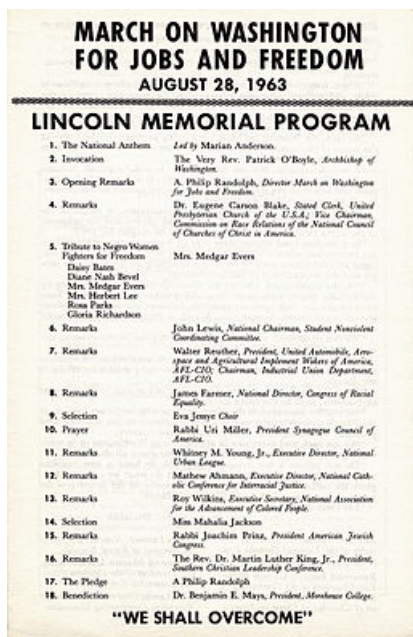 MARCH ON WASHINGTON
FOR JOBS AND FREEDOM
AUGUST 28, 1963
LINCOLN MEMORIAL PROGRAM
1. The National Anthem Led by Marian Anderson.
2. Invocation The Very Rev. Patrick O'Boyle, Archbishop of
Washington.
3. Opening Remarks A. Philip Randolph, Director March on Washington
for Jobs and Freedom.
4. Remarks Dr. Eugene Carson Blake, Stated Clerk, United
Presbyterian Church of the U.S.A.; Vice Chairman,
Commission on Race Relations of the National Council
of Churches of Christ in America.
5. Tribute to Negro Women
Fighters for Freedom Mrs. Medgar Evers
Daisy Bates
Diane Nash Bevel
Mrs. Medgar Evers
Mrs. Herbert Lee
Rosa Parks
Gloria Richardson
6. Remarks John Lewis, National Chairman, Student Nonviolent
Coordinating Committee.
7. Remarks Walter Reuther, President, United Automobile, Aero-
space and Agricultural Implement Wokers of America,
AFL-CIO; Chairman, Industrial Union Department,
AFL-CIO.
8. Remarks James Farmer, National Director, Congress of Racial
Equality.
9. Selection Eva Jessye Choir
10. Prayer Rabbi Uri Miller, President Synagogue Council of
America.
11. Remarks Whitney M. Young, Jr., Executive Director, National
Urban League.
12. Remarks Mathew Ahmann, Executive Director, National Cath-
olic Conference for Interracial Justice.
13. Remarks Roy Wilkins, Executive Secretary, National Association
for the Advancement of Colored People.
14. Selection Miss Mahalia Jackson
15. Remarks Rabbi Joachim Prinz, President American Jewish
Congress.
16. Remarks The Rev. Dr. Martin Luther King, Jr., President,
Southern Christian Leadership Conference.
17. The Pledge A Philip Randolph
18. Benediction Dr. Benjamin E. Mays, President, Morehouse College.
"WE SHALL OVERCOME"